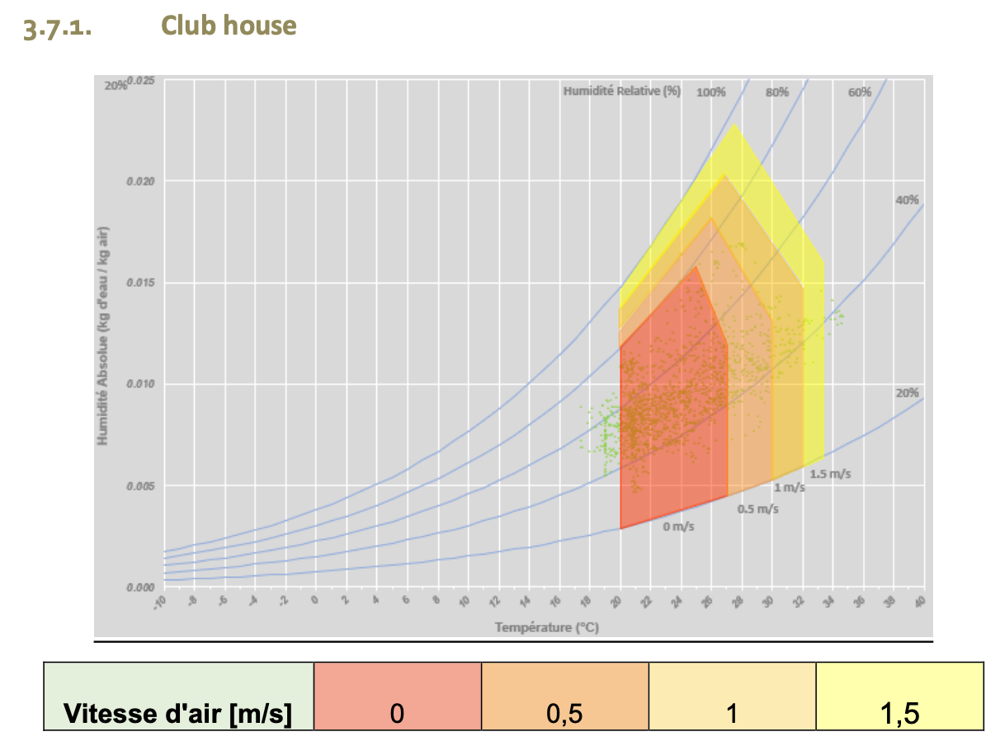 3.7.1. Club house
20%
0.025
Humidité Relative (%) 100% 80% 60%
0.020
40%
0.015
0.010
20%
0.005
1.5 m/s
1 m/s
0.5 m/s
0 m/s
0.000
Humidité Absolue (kg d'eau / kg air)
-10 -8 -6 -4 -2 0 2 4 6 8 10 12 14 16 18 20 22 24 26 28 30 32 34 36 38 40
Température (°C)
Vitesse d'air [m/s] 0 0,5 1 1,5